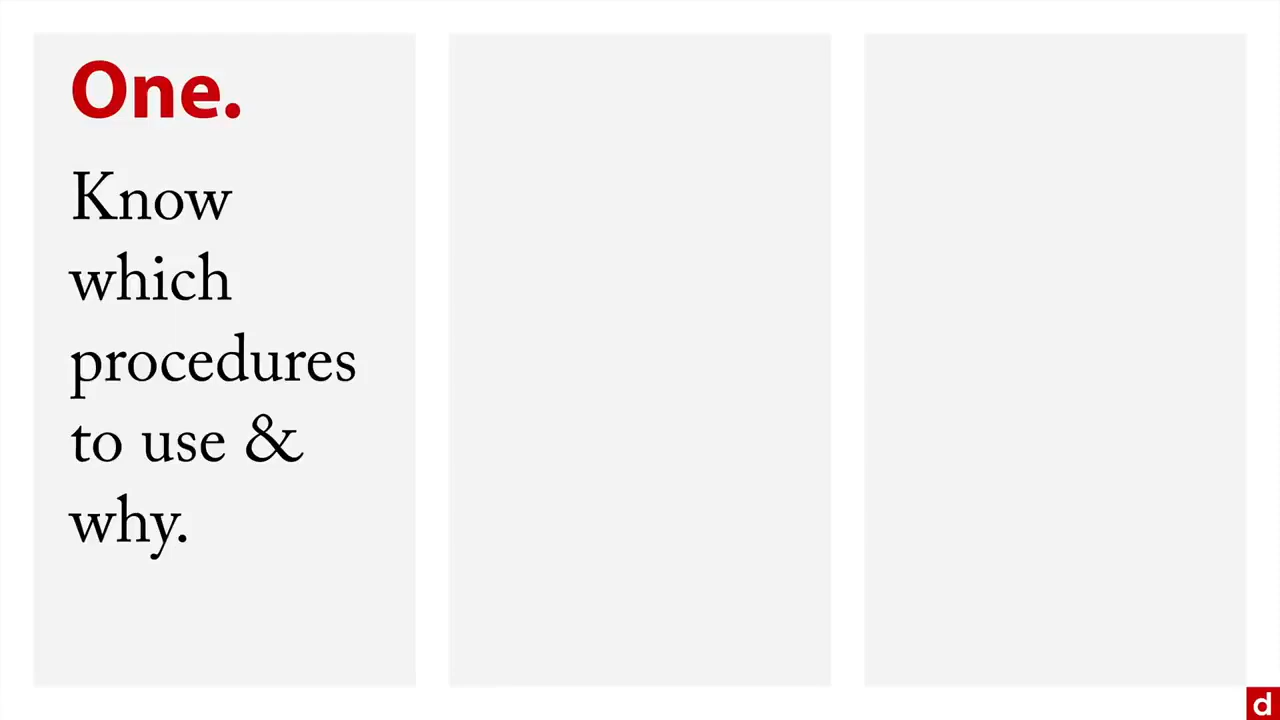 One.
Know
which
procedures
to use &
why.
d